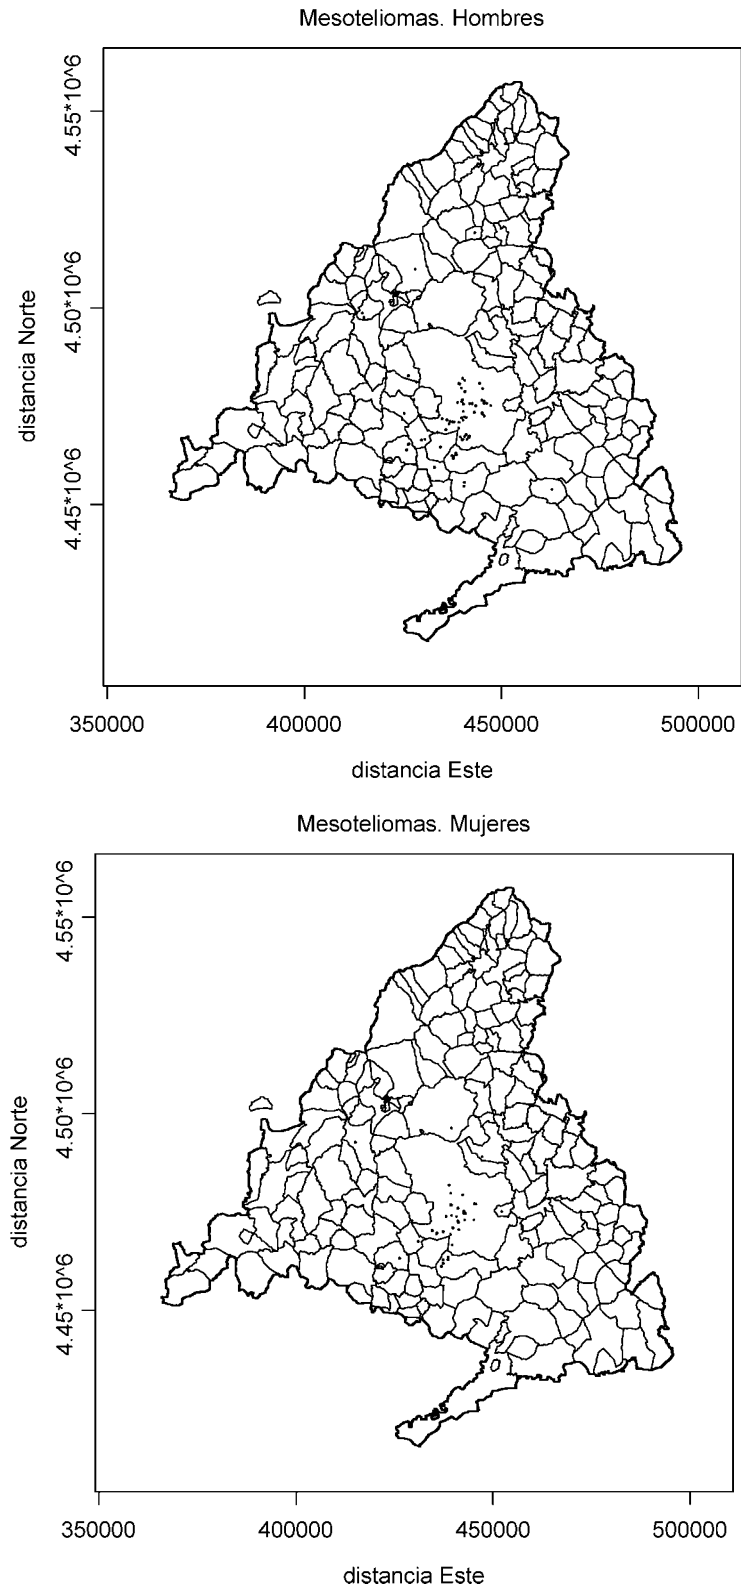 Mesoteliomas. Hombres
4.55*10^6
4.50*10^6
4.45*10^6
distancia Norte
350000 400000 450000 500000
distancia Este
Mesoteliomas. Mujeres
4.55*10^6
4.50*10^6
4.45*10^6
distancia Norte
350000 400000 450000 500000
distancia Este